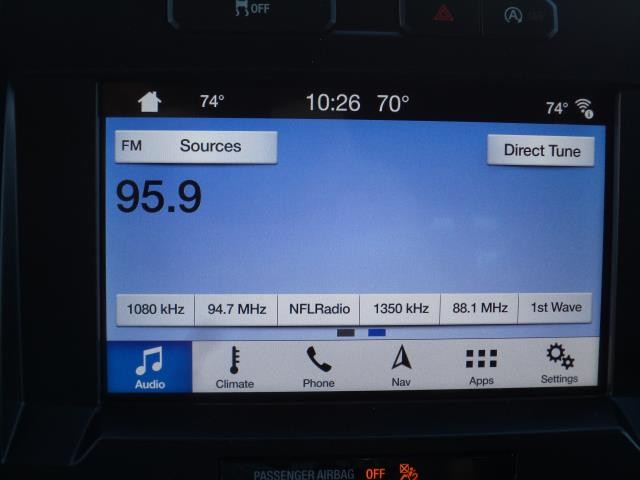 OFF
74° 10:26 70° 74°
FM Sources Direct Tune
95.9
1080 kHz 94.7 MHz NFLRadio 1350 kHz 88.1 MHz 1st Wave
Audio Climate Phone Nav Apps Settings
PASSENGER AIRBAG OFF